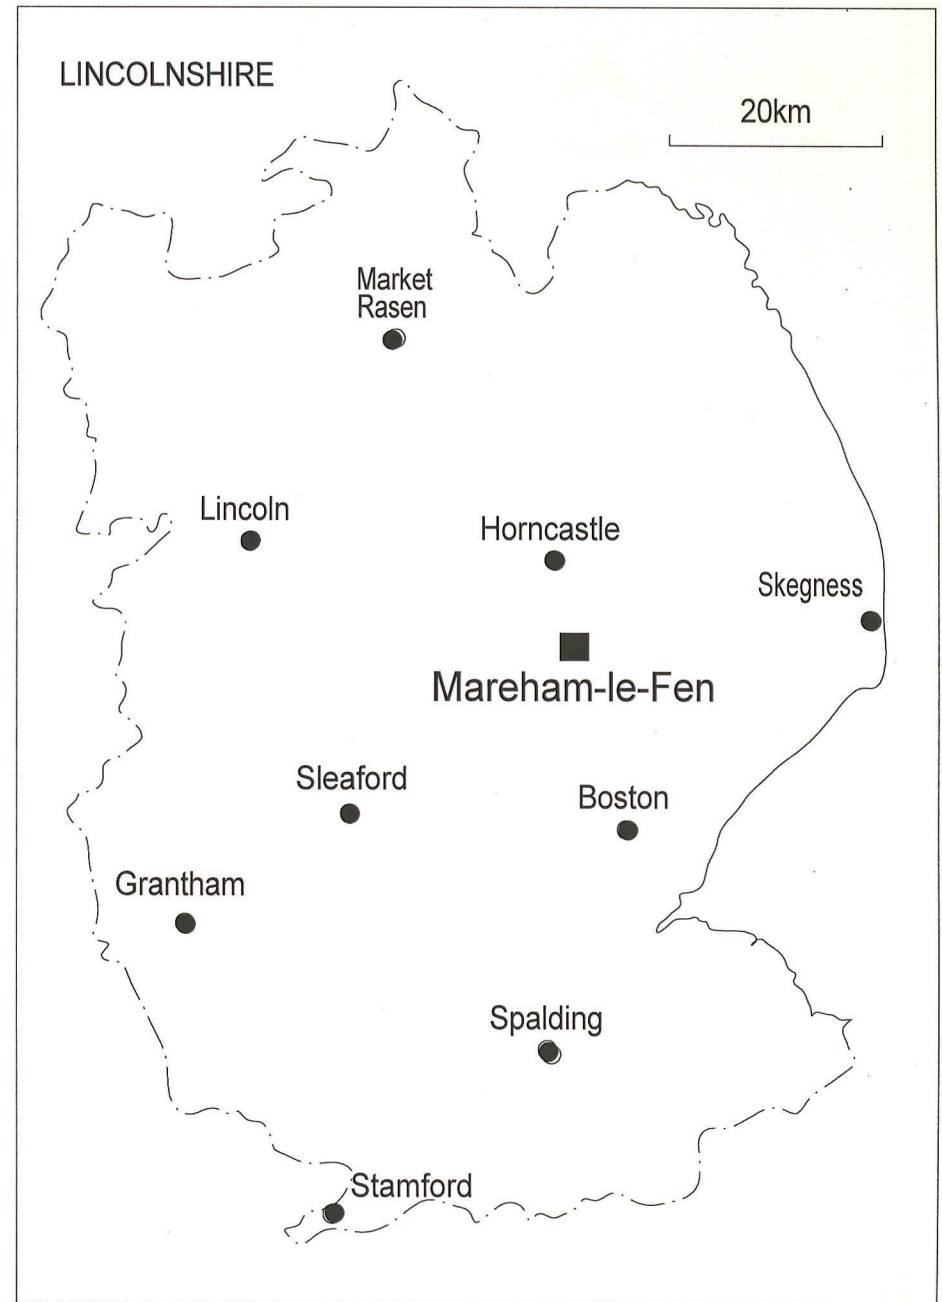 LINCOLNSHIRE
20km
Market
Rasen
Lincoln
Horncastle
Skegness
Mareham-le-Fen
Sleaford
Boston
Grantham
Spalding
Stamford